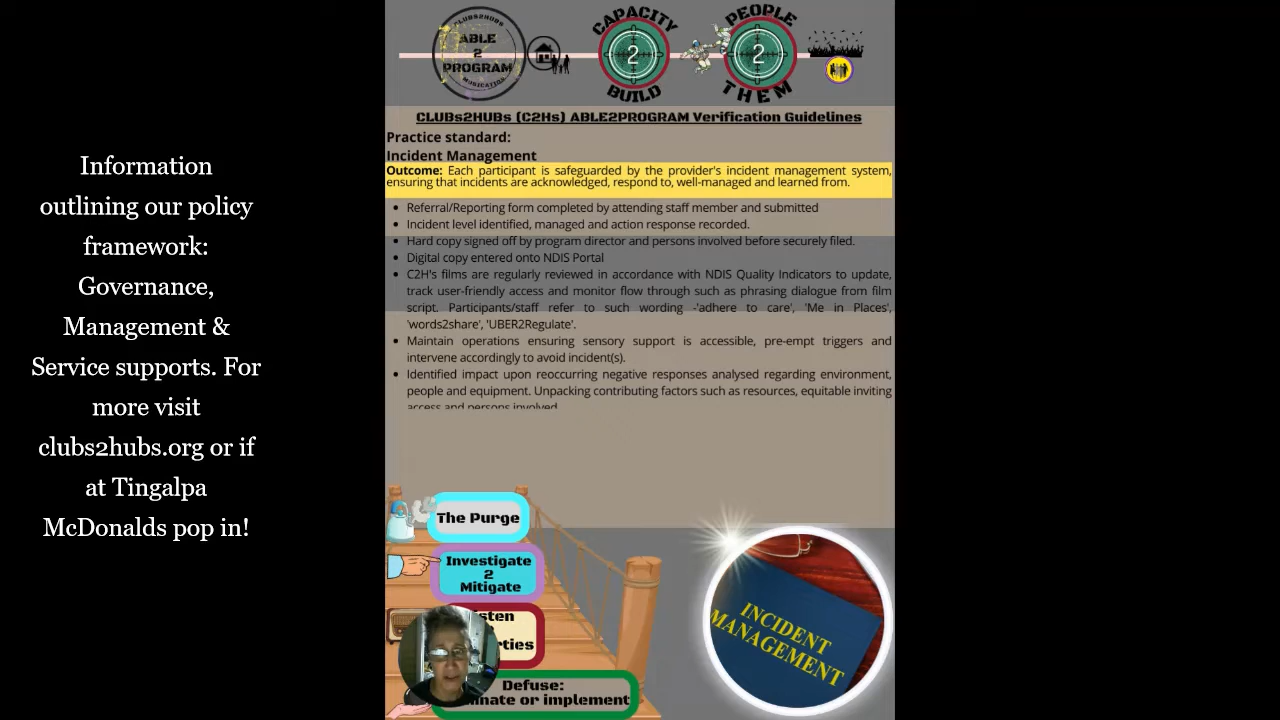 Information
outlining our policy
framework:
Governance,
Management &
Service supports. For
more visit
clubs2hubs.org or if
at Tingalpa
McDonalds pop in!
CLUBS2HUBS
ABLE
2
PROGRAM
CAPACITY
2
BUILD
PEOPLE
2
THEM
CLUBs2HUBs (C2Hs) ABLE2PROGRAM Verification Guidelines
Practice standard:
Incident Management
Outcome: Each participant is safeguarded by the provider's incident management system,
ensuring that incidents are acknowledged, respond to, well-managed and learned from.
• Referral/Reporting form completed by attending staff member and submitted
• Incident level identified, managed and action response recorded.
• Hard copy signed off by program director and persons involved before securely filed.
• Digital copy entered onto NDIS Portal
• C2H's films are regularly reviewed in accordance with NDIS Quality Indicators to update,
track user-friendly access and monitor flow through such as phrasing dialogue from film
script. Participants/staff refer to such wording -'adhere to care', 'Me in Places',
'words2share', 'UBER2Regulate'.
• Maintain operations ensuring sensory support is accessible, pre-empt triggers and
intervene accordingly to avoid incident(s).
• Identified impact upon reoccurring negative responses analysed regarding environment,
people and equipment. Unpacking contributing factors such as resources, equitable inviting
access and persons involved
The Purge
Investigate
2
Mitigate
Defuse:
or implement
INCIDENT
MANAGEMENT